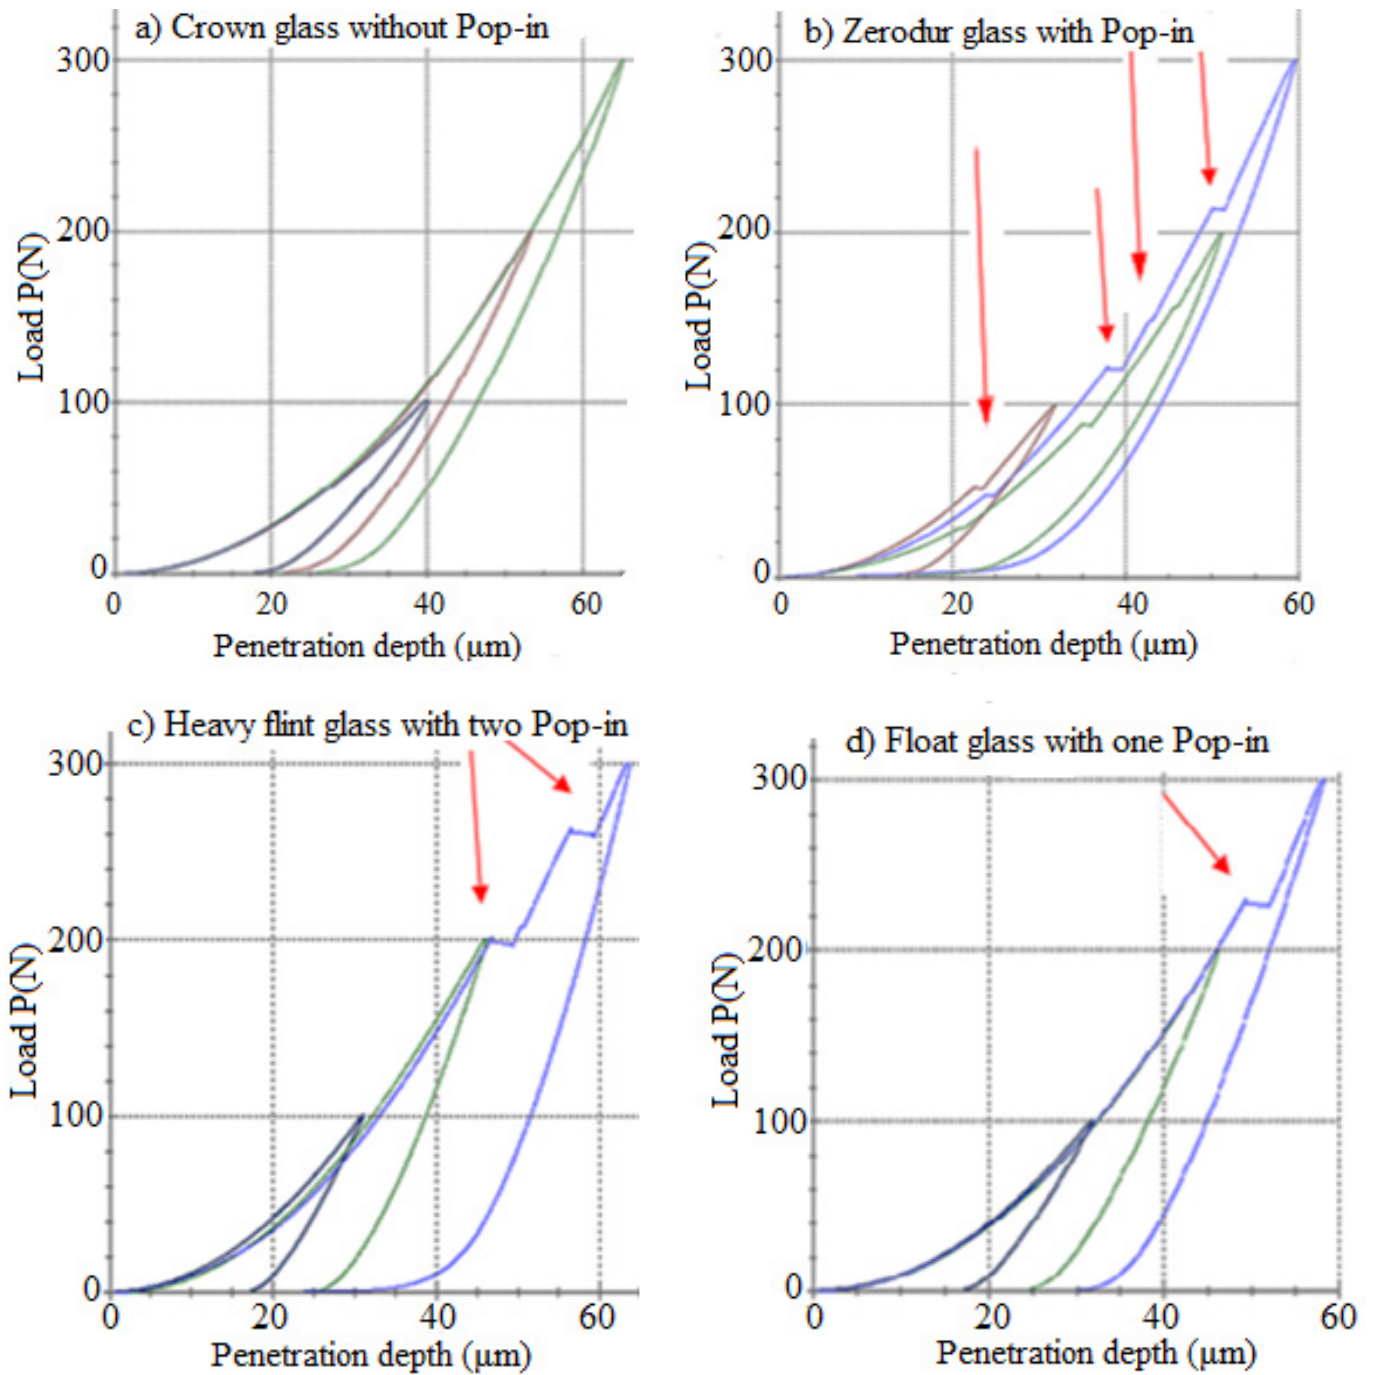 a) Crown glass without Pop-in
300
200
100
0
Load P(N)
0 20 40 60
Penetration depth (µm)
b) Zerodur glass with Pop-in
300
200
100
0
Load P(N)
0 20 40 60
Penetration depth (µm)
c) Heavy flint glass with two Pop-in
300
200
100
0
Load P(N)
0 20 40 60
Penetration depth (µm)
d) Float glass with one Pop-in
300
200
100
0
Load P(N)
0 20 40 60
Penetration depth (µm)